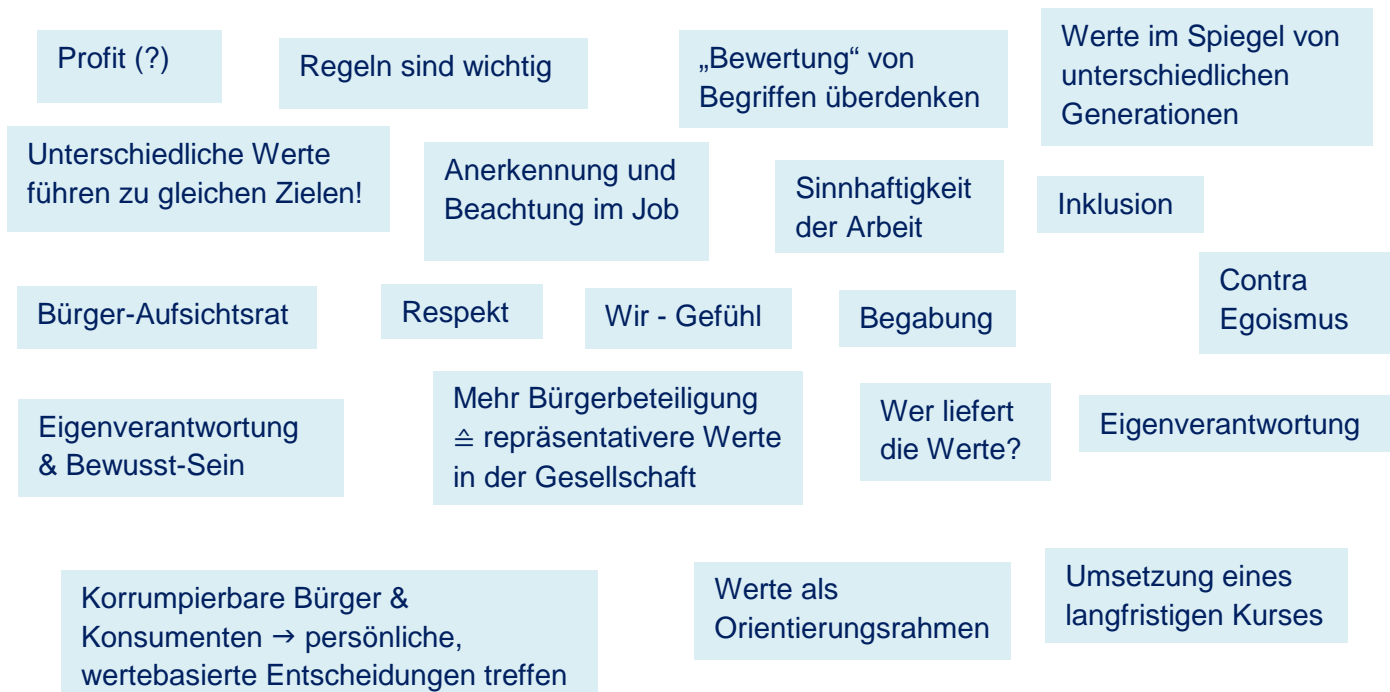 Profit (?)
Regeln sind wichtig
„Bewertung“ von
Begriffen überdenken
Werte im Spiegel von
unterschiedlichen
Generationen
Unterschiedliche Werte
führen zu gleichen Zielen!
Anerkennung und
Beachtung im Job
Sinnhaftigkeit
der Arbeit
Inklusion
Bürger-Aufsichtsrat
Respekt
Wir - Gefühl
Begabung
Contra
Egoismus
Eigenverantwortung
& Bewusst-Sein
Mehr Bürgerbeteiligung
≙ repräsentativere Werte
in der Gesellschaft
Wer liefert
die Werte?
Eigenverantwortung
Korrumpierbare Bürger &
Konsumenten → persönliche,
wertebasierte Entscheidungen treffen
Werte als
Orientierungsrahmen
Umsetzung eines
langfristigen Kurses